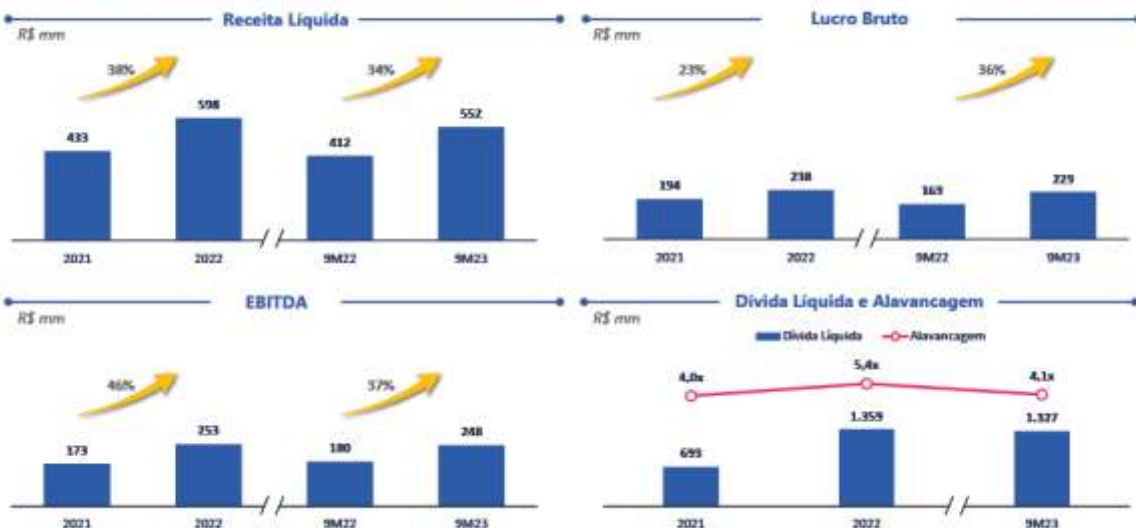 Receita Líquida
R$ mm
38%
34%
433
598
412
552
2021
2022
9M22
9M23
Lucro Bruto
R$ mm
23%
36%
194
238
169
229
2021
2022
9M22
9M23
EBITDA
R$ mm
46%
37%
173
253
180
248
2021
2022
9M22
9M23
Dívida Líquida e Alavancagem
R$ mm
Dívida Líquida
Alavancagem
4,0x
5,4x
4,1x
693
1.359
1.327
2021
2022
9M23